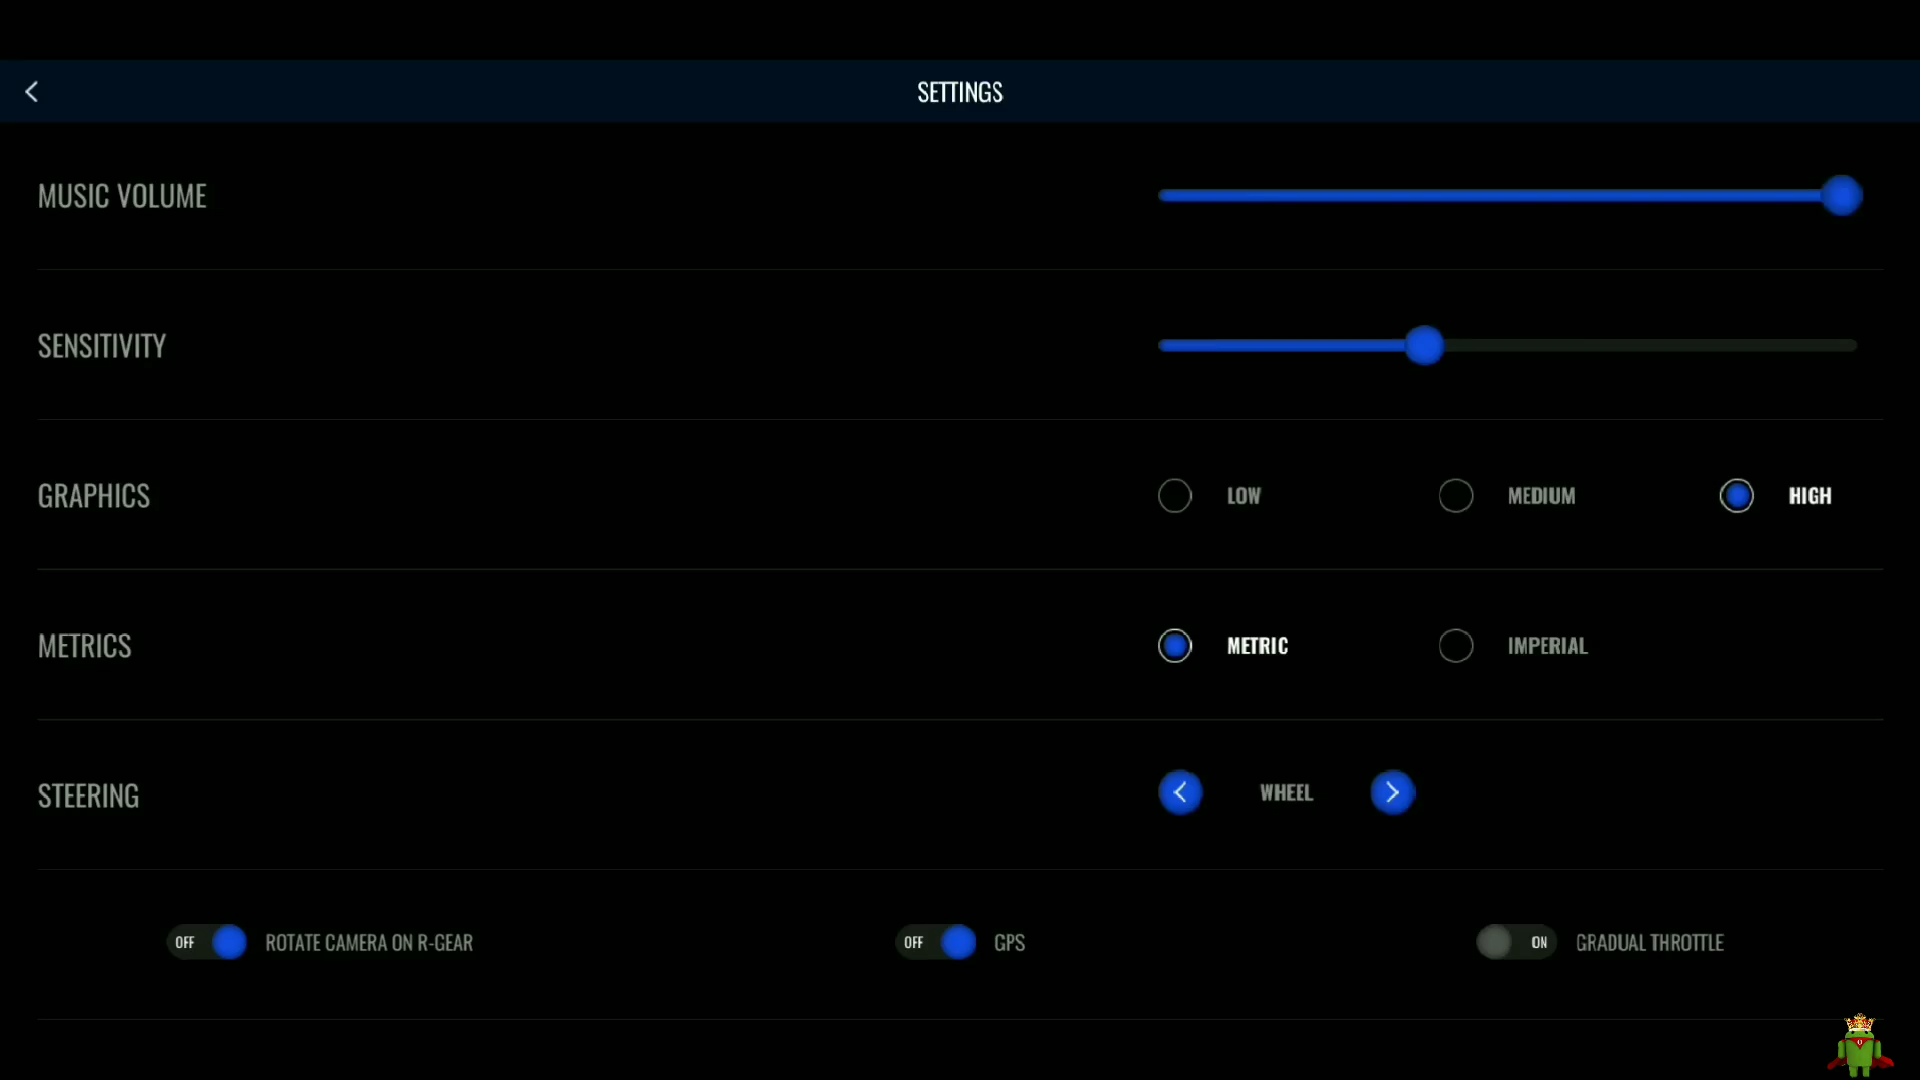 SETTINGS
MUSIC VOLUME
SENSITIVITY
GRAPHICS LOW MEDIUM HIGH
METRICS METRIC IMPERIAL
STEERING WHEEL
OFF ROTATE CAMERA ON R-GEAR OFF GPS ON GRADUAL THROTTLE